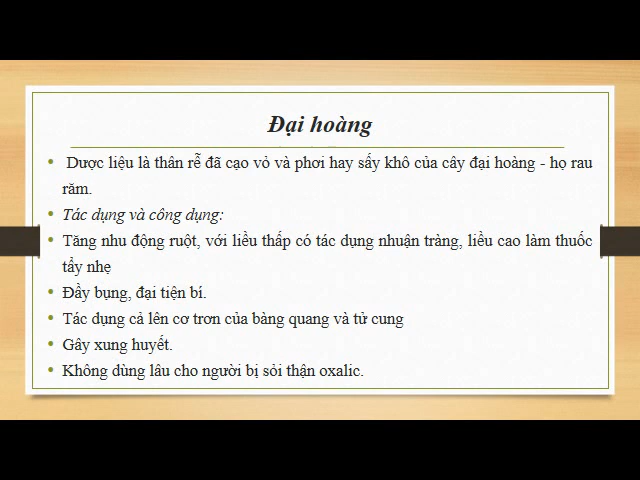 Đại hoàng
• Dược liệu là thân rễ đã cạo vỏ và phơi hay sấy khô của cây đại hoàng - họ rau
răm.
• Tác dụng và công dụng:
• Tăng nhu động ruột, với liều thấp có tác dụng nhuận tràng, liều cao làm thuốc
tẩy nhẹ
• Đầy bụng, đại tiện bí.
• Tác dụng cả lên cơ trơn của bàng quang và tử cung
• Gây xung huyết.
• Không dùng lâu cho người bị sỏi thận oxalic.